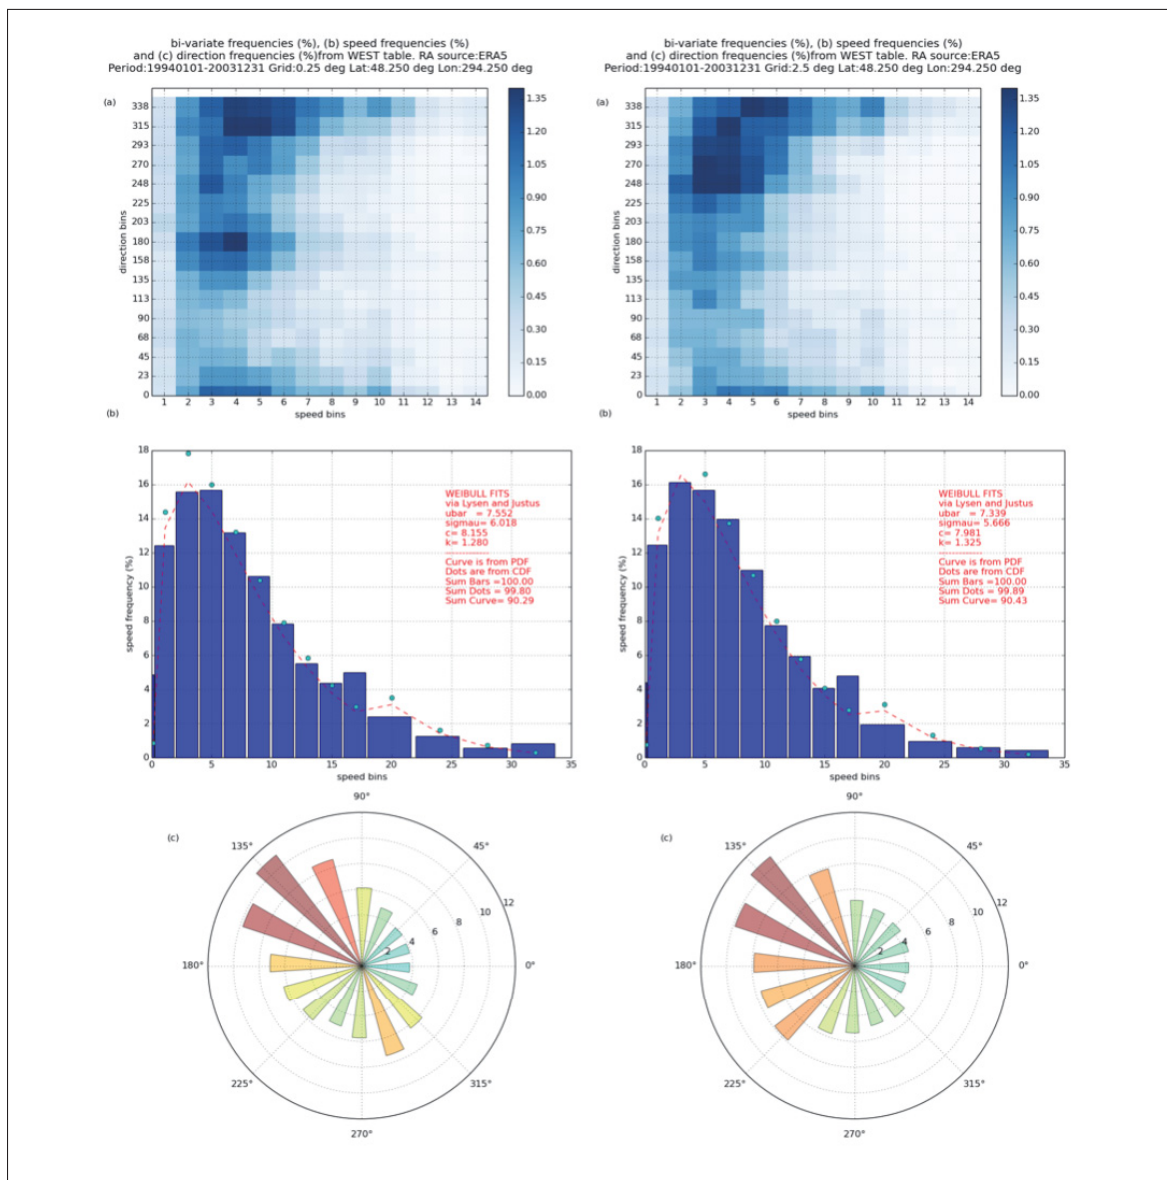 bi-variate frequencies (%), (b) speed frequencies (%)
and (c) direction frequencies (%)from WEST table. RA source:ERA5
Period:19940101-20031231 Grid:0.25 deg Lat:48.250 deg Lon:294.250 deg
(a)
direction bins
338
315
293
270
248
225
203
180
158
135
113
90
68
45
23
0
1 2 3 4 5 6 7 8 9 10 11 12 13 14
speed bins
1.35
1.20
1.05
0.90
0.75
0.60
0.45
0.30
0.15
0.00
bi-variate frequencies (%), (b) speed frequencies (%)
and (c) direction frequencies (%)from WEST table. RA source:ERA5
Period:19940101-20031231 Grid:2.5 deg Lat:48.250 deg Lon:294.250 deg
(a)
direction bins
338
315
293
270
248
225
203
180
158
135
113
90
68
45
23
0
1 2 3 4 5 6 7 8 9 10 11 12 13 14
speed bins
1.35
1.20
1.05
0.90
0.75
0.60
0.45
0.30
0.15
0.00
(b)
speed frequency (%)
18
16
14
12
10
8
6
4
2
0
WEIBULL FITS
via Lysen and Justus
ubar = 7.552
sigmau= 6.018
c= 8.155
k= 1.280
---------------
Curve is from PDF
Dots are from CDF
Sum Bars =100.00
Sum Dots = 99.80
Sum Curve= 90.29
0 5 10 15 20 25 30 35
speed bins
(b)
speed frequency (%)
18
16
14
12
10
8
6
4
2
0
WEIBULL FITS
via Lysen and Justus
ubar = 7.339
sigmau= 5.666
c= 7.981
k= 1.325
---------------
Curve is from PDF
Dots are from CDF
Sum Bars =100.00
Sum Dots = 99.89
Sum Curve= 90.43
0 5 10 15 20 25 30 35
speed bins
(c)
90°
135°
45°
180°
0°
225°
315°
270°
2
4
6
8
10
12
(c)
90°
135°
45°
180°
0°
225°
315°
270°
2
4
6
8
10
12